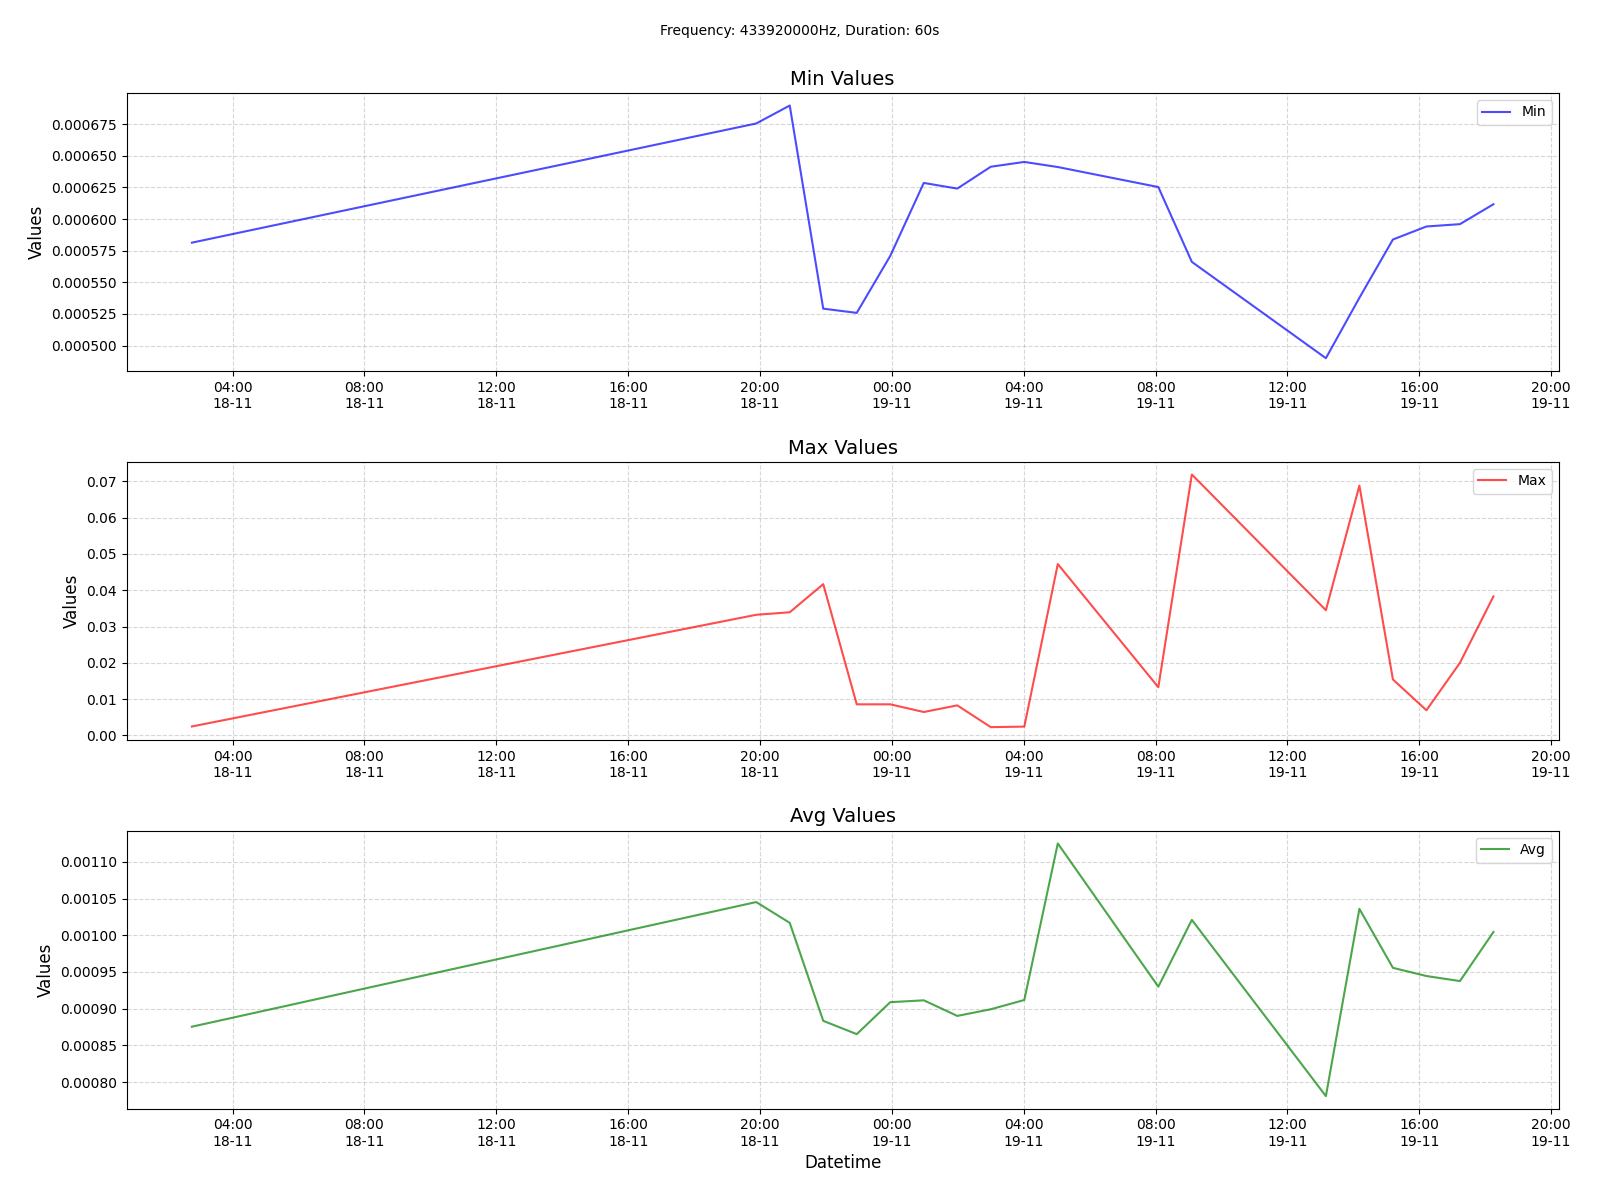 Frequency: 433920000Hz, Duration: 60s
Min Values
Min
Values
0.000675
0.000650
0.000625
0.000600
0.000575
0.000550
0.000525
0.000500
04:00 08:00 12:00 16:00 20:00 00:00 04:00 08:00 12:00 16:00 20:00
18-11 18-11 18-11 18-11 18-11 19-11 19-11 19-11 19-11 19-11 19-11
Max Values
Max
Values
0.07
0.06
0.05
0.04
0.03
0.02
0.01
0.00
04:00 08:00 12:00 16:00 20:00 00:00 04:00 08:00 12:00 16:00 20:00
18-11 18-11 18-11 18-11 18-11 19-11 19-11 19-11 19-11 19-11 19-11
Avg Values
Avg
Values
0.00110
0.00105
0.00100
0.00095
0.00090
0.00085
0.00080
04:00 08:00 12:00 16:00 20:00 00:00 04:00 08:00 12:00 16:00 20:00
18-11 18-11 18-11 18-11 18-11 19-11 19-11 19-11 19-11 19-11 19-11
Datetime